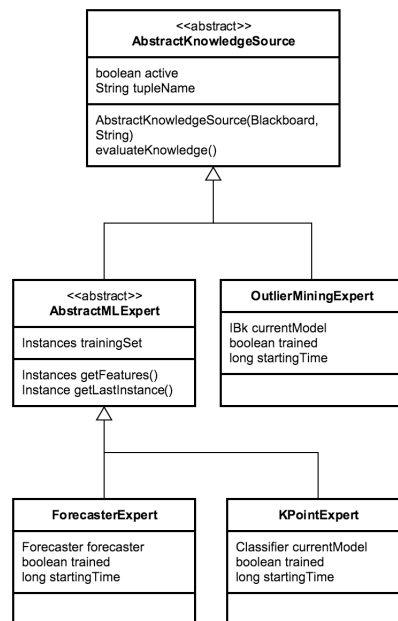 <<abstract>>
AbstractKnowledgeSource
boolean active
String tupleName
AbstractKnowledgeSource(Blackboard,
String)
evaluateKnowledge()
<<abstract>>
AbstractMLExpert
Instances trainingSet
Instances getFeatures()
Instance getLastInstance()
OutlierMiningExpert
IBk currentModel
boolean trained
long startingTime
ForecasterExpert
Forecaster forecaster
boolean trained
long startingTime
KPointExpert
Classifier currentModel
boolean trained
long startingTime